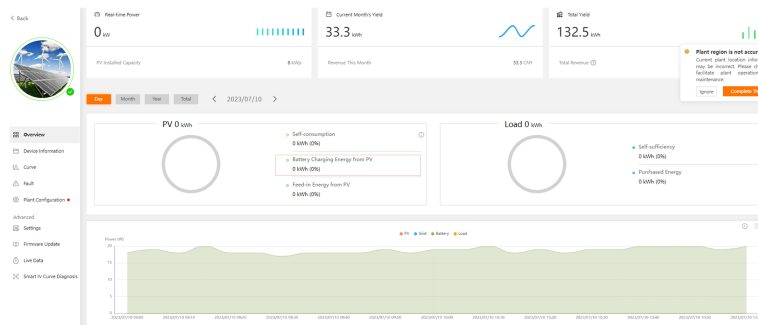 Back
Real-time Power
0 kW
PV Installed Capacity
8 kWp
Current Month's Yield
33.3 kWh
Revenue This Month
33.3 CNY
Total Yield
132.5 kWh
Total Revenue
Plant region is not accur
Current plant location infor
may be incorrect. Please ch
facilitate plant operation
maintenance.
Ignore
Complete Th
Day
Month
Year
Total
2023/07/10
Overview
Device Information
Curve
Fault
Plant Configuration
Advanced
Settings
Firmware Update
Live Data
Smart IV Curve Diagnosis
PV 0 kWh
Self-consumption
0 kWh (0%)
Battery Charging Energy from PV
0 kWh (0%)
Feed-in Energy from PV
0 kWh (0%)
Load 0 kWh
Self-sufficiency
0 kWh (0%)
Purchased Energy
0 kWh (0%)
PV
Grid
Battery
Load
Power (W)
20
15
10
5
0